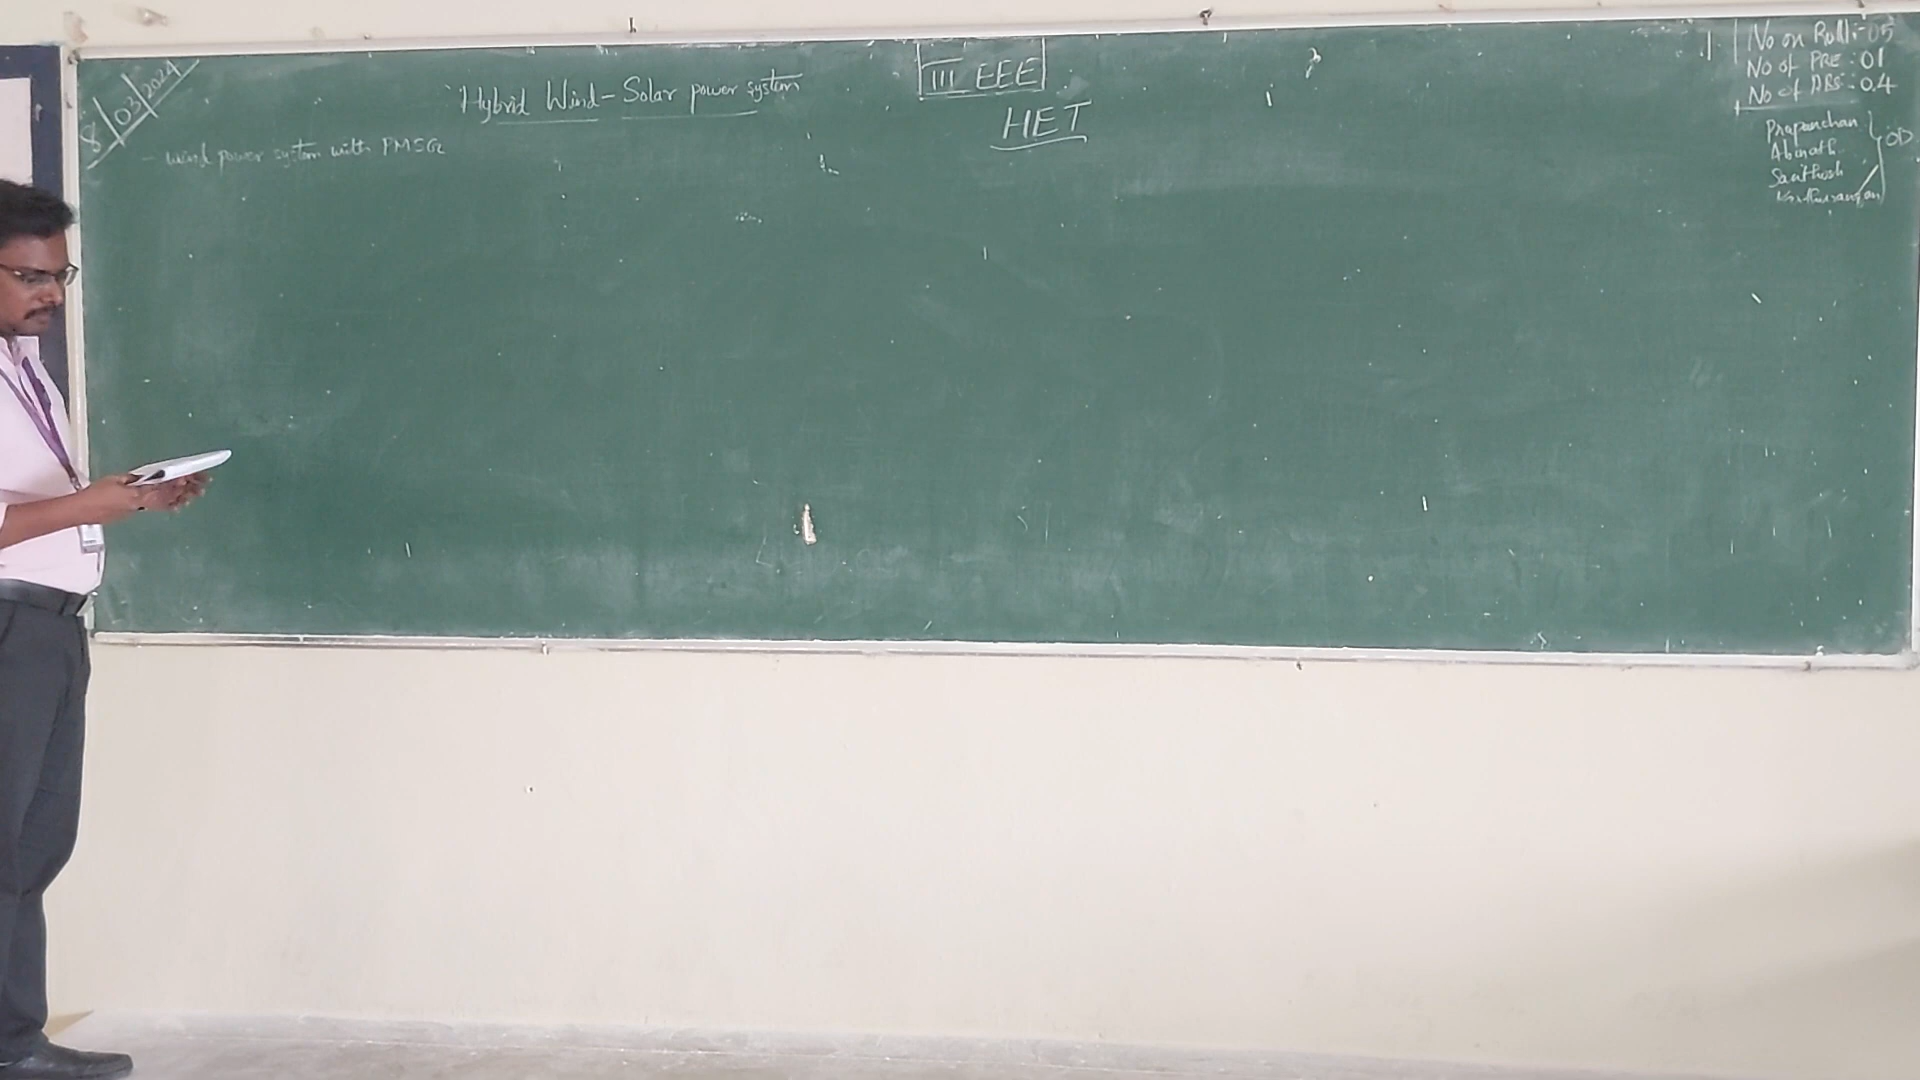 8/03/2024
Hybrid Wind-Solar power system
III EEE
HET
- wind power system with PMSG
No on Roll:-05
No of PRE:01
No of ABS:04
Prapanchan
Abinath
Santhosh
OD